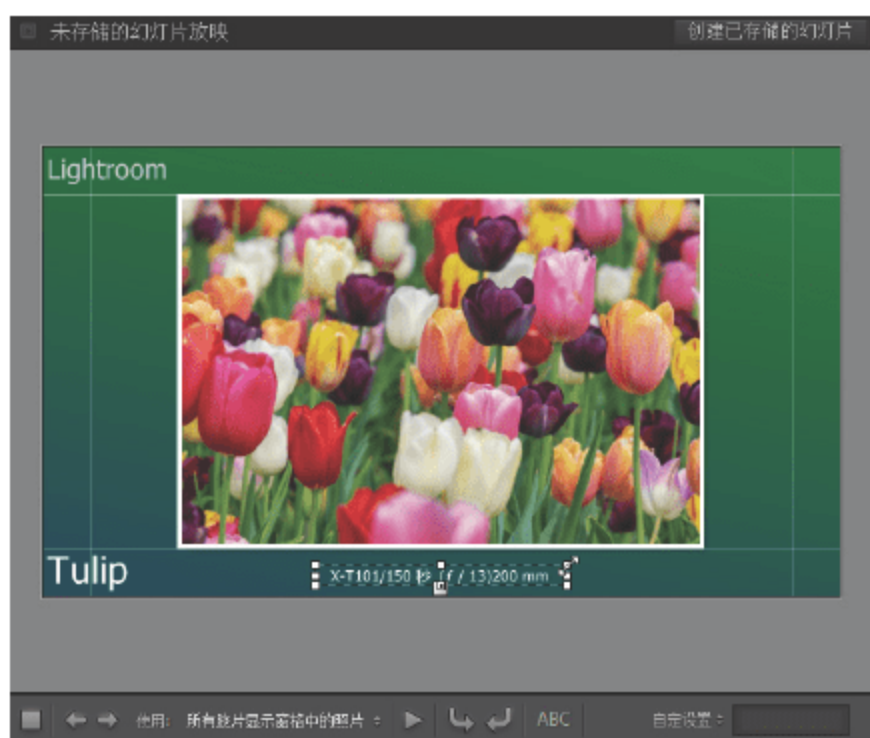 未存储的幻灯片放映
创建已存储的幻灯片
Lightroom
Tulip
X-T101/150 秒 (f / 13)200 mm
使用: 所有胶片显示窗格中的照片
ABC
自定设置: